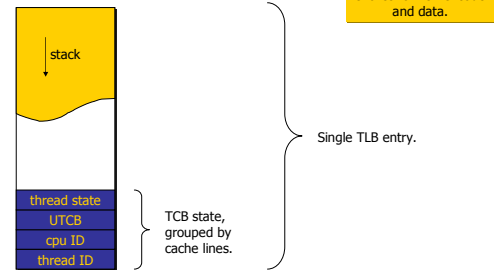 and data.
stack
Single TLB entry.
thread state
UTCB
cpu ID
thread ID
TCB state,
grouped by
cache lines.